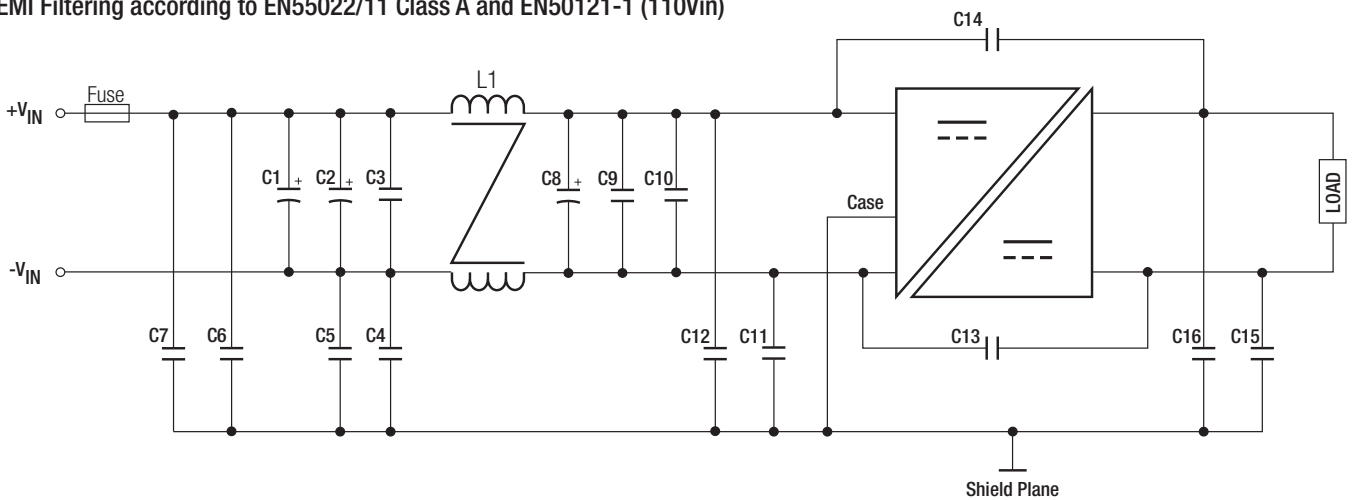 EMI Filtering according to EN55022/11 Class A and EN50121-1 (110Vin)
C14
L1
Fuse
+VIN
C1 + C2 + C3 C8 + C9 C10
Case
LOAD
-VIN
C7 C6 C5 C4 C12 C11 C13 C16 C15
Shield Plane